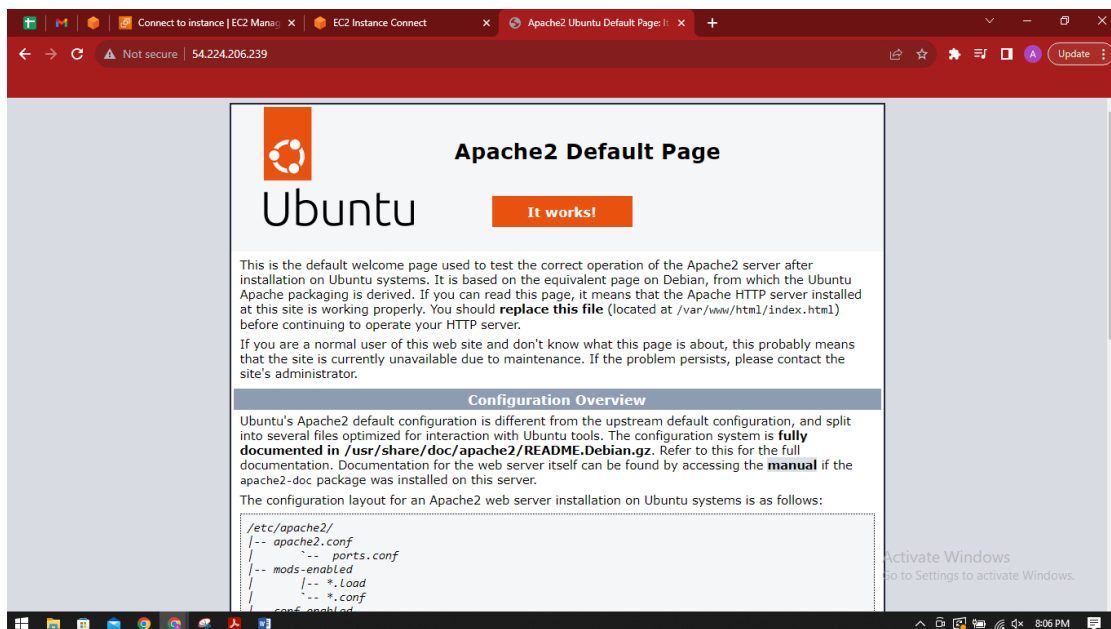 Connect to instance | EC2 Manag
EC2 Instance Connect
Apache2 Ubuntu Default Page: It
Not secure
54.224.206.239
A
Update
Ubuntu
Apache2 Default Page
It works!
This is the default welcome page used to test the correct operation of the Apache2 server after
installation on Ubuntu systems. It is based on the equivalent page on Debian, from which the Ubuntu
Apache packaging is derived. If you can read this page, it means that the Apache HTTP server installed
at this site is working properly. You should replace this file (located at /var/www/html/index.html)
before continuing to operate your HTTP server.
If you are a normal user of this web site and don't know what this page is about, this probably means
that the site is currently unavailable due to maintenance. If the problem persists, please contact the
site's administrator.
Configuration Overview
Ubuntu's Apache2 default configuration is different from the upstream default configuration, and split
into several files optimized for interaction with Ubuntu tools. The configuration system is fully
documented in /usr/share/doc/apache2/README.Debian.gz. Refer to this for the full
documentation. Documentation for the web server itself can be found by accessing the manual if the
apache2-doc package was installed on this server.
The configuration layout for an Apache2 web server installation on Ubuntu systems is as follows:
/etc/apache2/
|-- apache2.conf
|       `--  ports.conf
|-- mods-enabled
|       |-- *.load
|       `-- *.conf
|-- conf-enabled
Activate Windows
Go to Settings to activate Windows.
8:06 PM